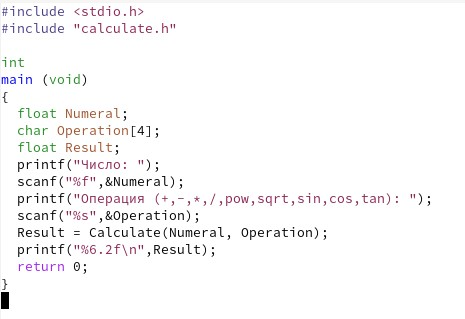 #include <stdio.h>
#include "calculate.h"

int
main (void)
{
  float Numeral;
  char Operation[4];
  float Result;
  printf("Число: ");
  scanf("%f",&Numeral);
  printf("Операция (+,-,*,/,pow,sqrt,sin,cos,tan): ");
  scanf("%s",&Operation);
  Result = Calculate(Numeral, Operation);
  printf("%6.2f\n",Result);
  return 0;
}